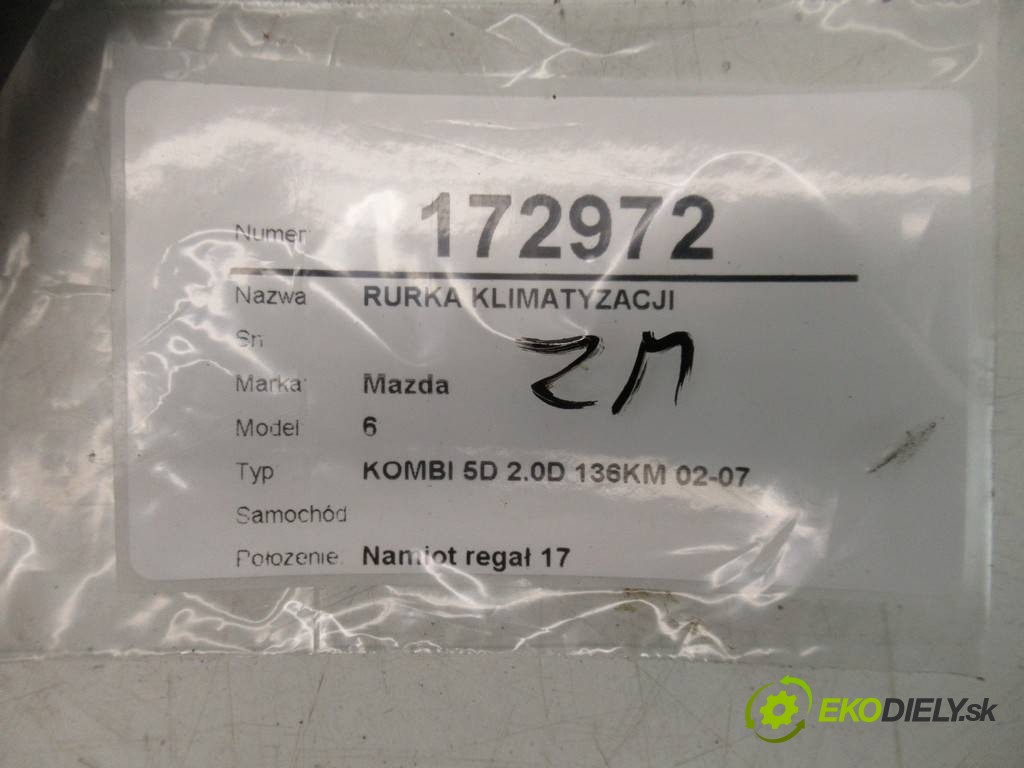 Numer 172972
Nazwa RURKA KLIMATYZACJI
Sn
Marka: Mazda
Model 6
Typ KOMBI 5D 2.0D 136KM 02-07
Samochód
Położenie: Namiot regał 17
EKODIELY.sk